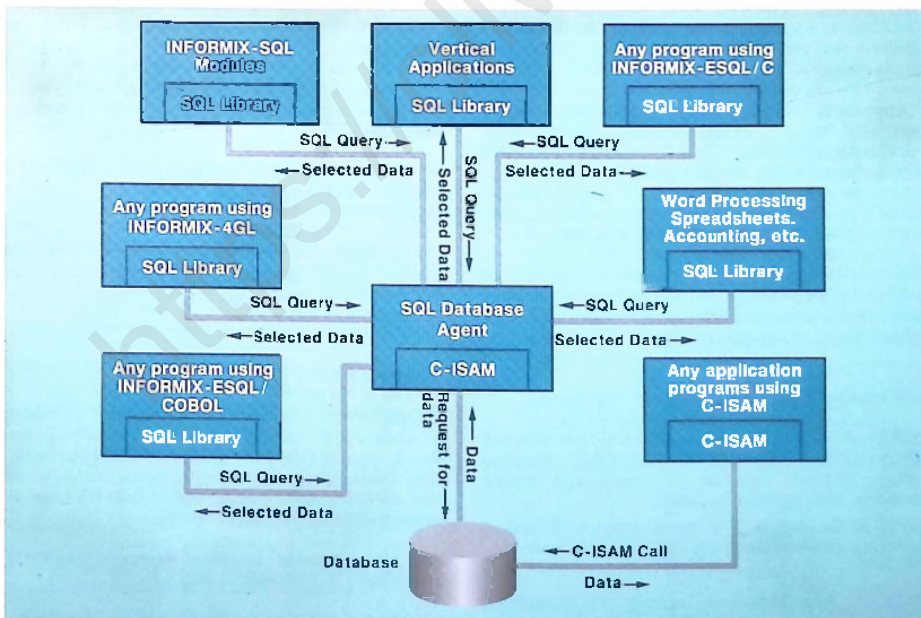 INFORMIX-SQL
Modules
SQL Library
Vertical
Applications
SQL Library
Any program using
INFORMIX-ESQL/C
SQL Library
SQL Query
Selected Data
Selected Data
SQL Query
SQL Query
Selected Data
Any program using
INFORMIX-4GL
SQL Library
Word Processing
Spreadsheets.
Accounting, etc.
SQL Library
SQL Query
Selected Data
SQL Database
Agent
C-ISAM
SQL Query
Selected Data
Any program using
INFORMIX-ESQL/
COBOL
SQL Library
Any application
programs using
C-ISAM
C-ISAM
SQL Query
Selected Data
Request for
data
Data
Database
C-ISAM Call
Data